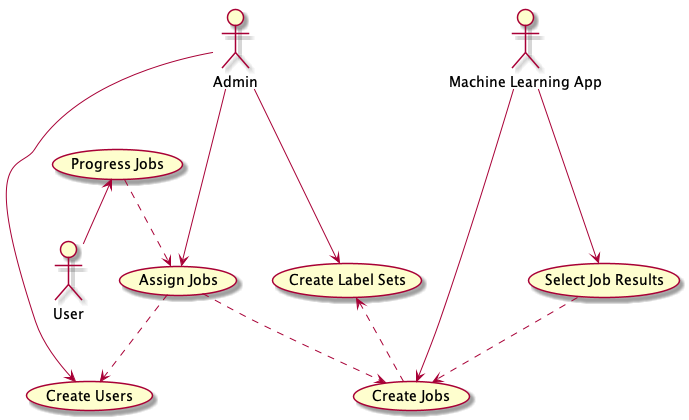 Admin
Machine Learning App
Progress Jobs
User
Assign Jobs
Create Label Sets
Select Job Results
Create Users
Create Jobs